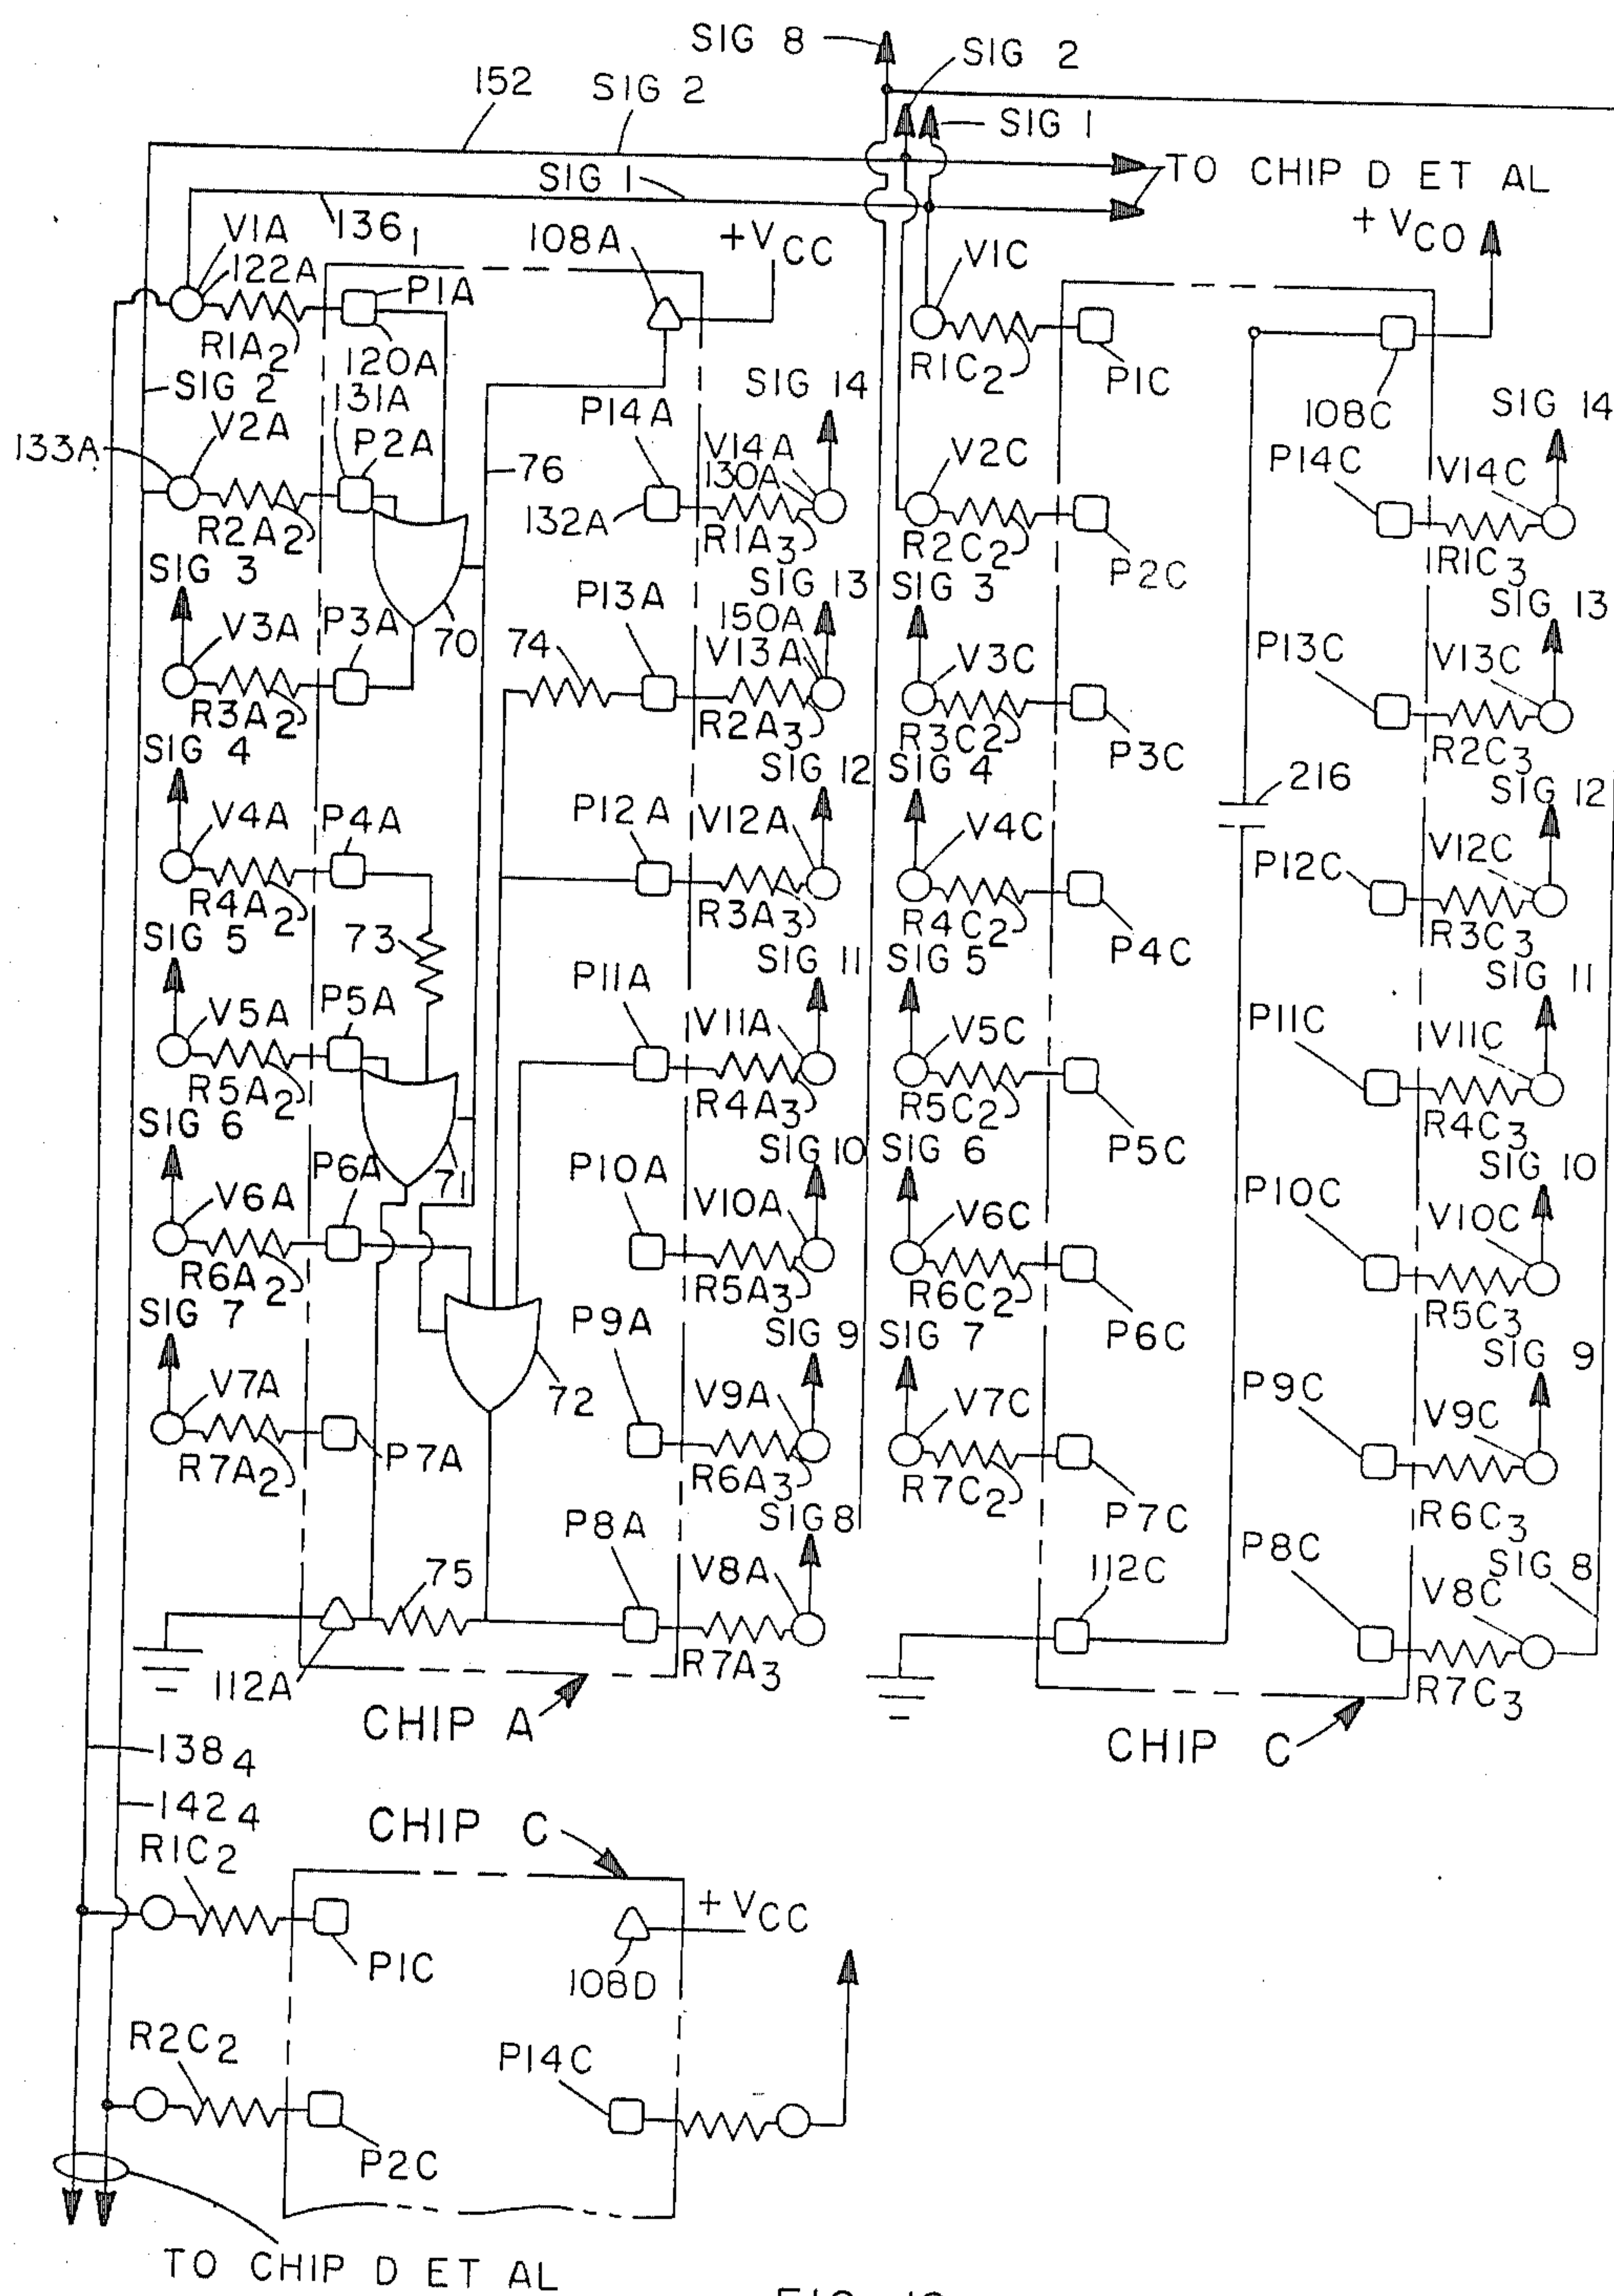 SIG 8
SIG 2
152
SIG 2
SIG 1
SIG 1
TO CHIP D ET AL
136 1
+ VCO
V1A
122A
P1A
108A
+VCC
V1C
R1A2
120A
R1C2
P1C
SIG 2
131A
SIG 14
108C
SIG 14
133A
V2A
P2A
P14A
V14A
130A
V2C
P14C
V14C
76
132A
R2A2
R1A3
R2C2
P2C
R1C3
SIG 3
SIG 13
SIG 3
SIG 13
V3A
P3A
70
74
P13A
150A
V13A
V3C
P13C
V13C
R3A2
R2A3
R3C2
P3C
R2C3
SIG 4
SIG 12
SIG 4
216
SIG 12
V4A
P4A
P12A
V12A
V4C
P12C
V12C
R4A2
R3A3
R4C2
P4C
R3C3
SIG 5
73
SIG 11
SIG 5
SIG 11
V5A
P5A
P11A
V11A
V5C
P11C
V11C
R5A2
R4A3
R5C2
P5C
R4C3
SIG 6
SIG 10
SIG 6
SIG 10
V6A
P6A
71
P10A
V10A
V6C
P10C
V10C
R6A2
R5A3
R6C2
P6C
R5C3
SIG 7
SIG 9
SIG 7
SIG 9
V7A
72
P9A
V9A
V7C
P9C
V9C
R7A2
P7A
R6A3
R7C2
P7C
R6C3
SIG 8
SIG 8
75
P8A
V8A
112C
P8C
V8C
112A
R7A3
R7C3
CHIP A
CHIP C
138 4
142 4
CHIP C
R1C2
+ VCC
P1C
108D
R2C2
P14C
P2C
TO CHIP D ET AL